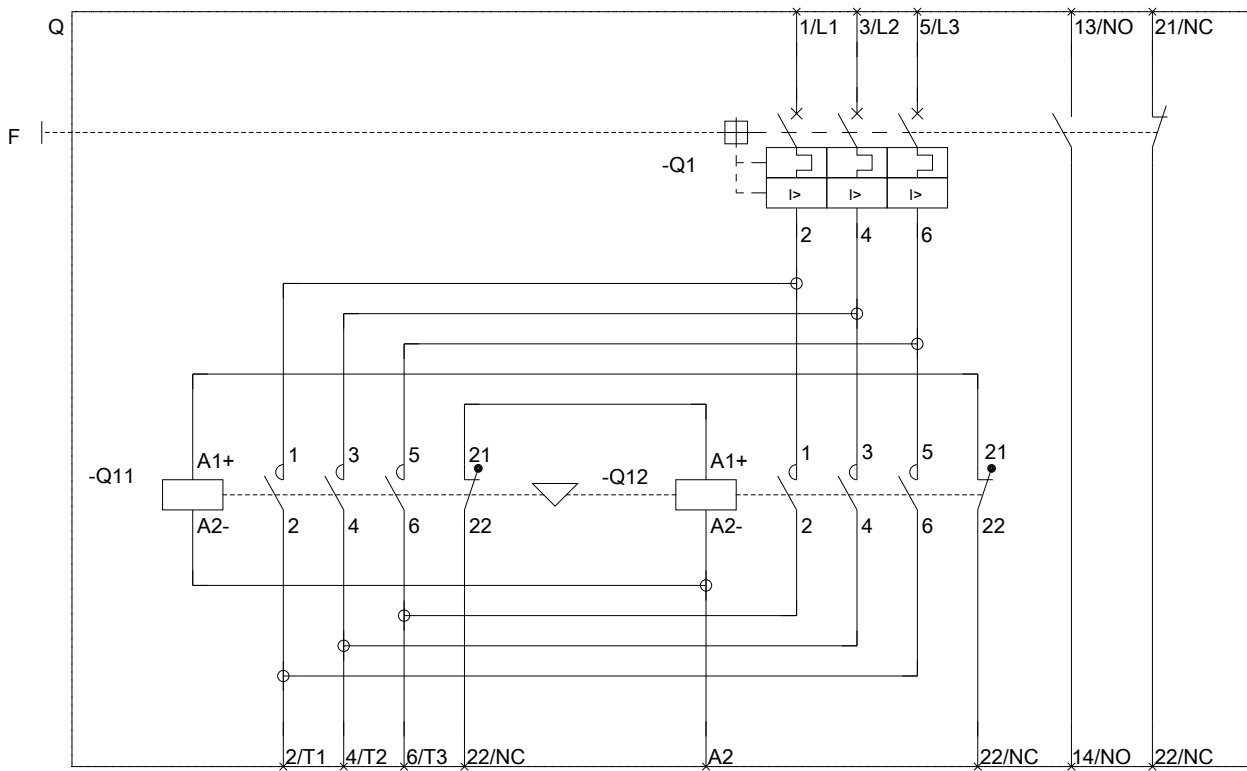 Q 1/L1 3/L2 5/L3 13/NO 21/NC
F
-Q1
I> I> I>
2 4 6
1 3 5 21 1 3 5 21
-Q11 A1+ -Q12 A1+
A2- 2 4 6 22 A2- 2 4 6 22
2/T1 4/T2 6/T3 22/NC A2 22/NC 14/NO 22/NC